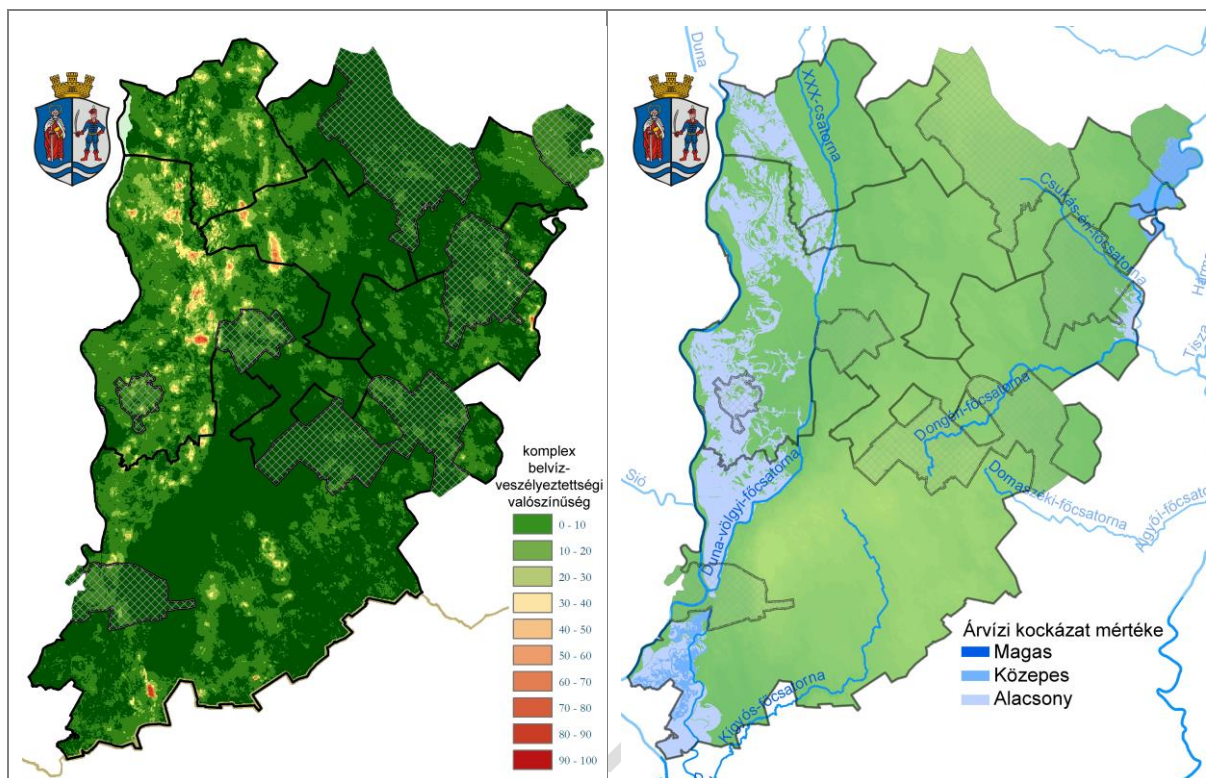 komplex
belvíz-
veszélyeztettségi
valószínűség
0 - 10
10 - 20
20 - 30
30 - 40
40 - 50
50 - 60
60 - 70
70 - 80
80 - 90
90 - 100
Duna
XXX-csatorna
Csukás-éri-főcsatorna
Tisza
Dongéri-főcsatorna
Domaszéki-főcsatorna
Sió
Duna-völgyi-főcsatorna
Kígyós-főcsatorna
Árvízi kockázat mértéke
Magas
Közepes
Alacsony